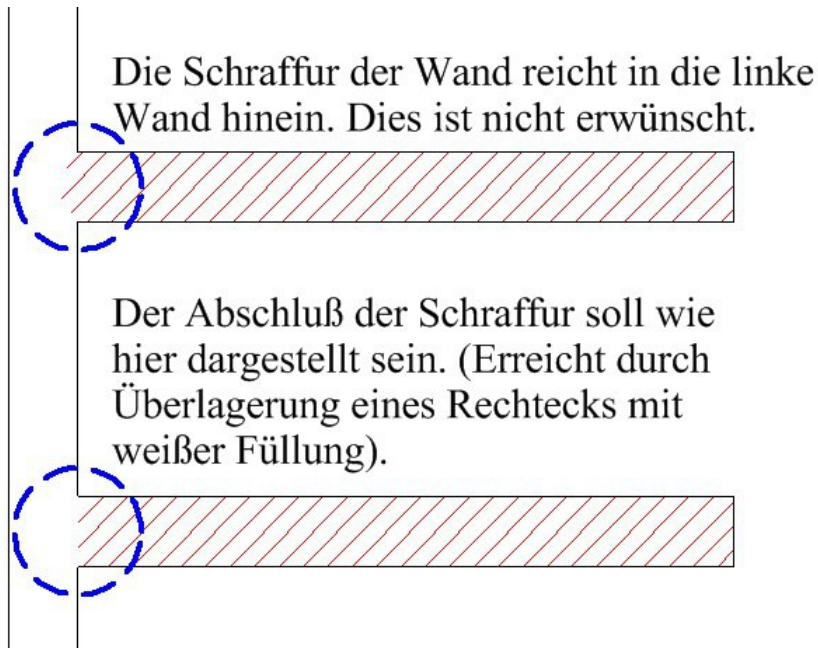 Die Schraffur der Wand reicht in die linke
Wand hinein. Dies ist nicht erwünscht.
Der Abschluß der Schraffur soll wie
hier dargestellt sein. (Erreicht durch
Überlagerung eines Rechtecks mit
weißer Füllung).